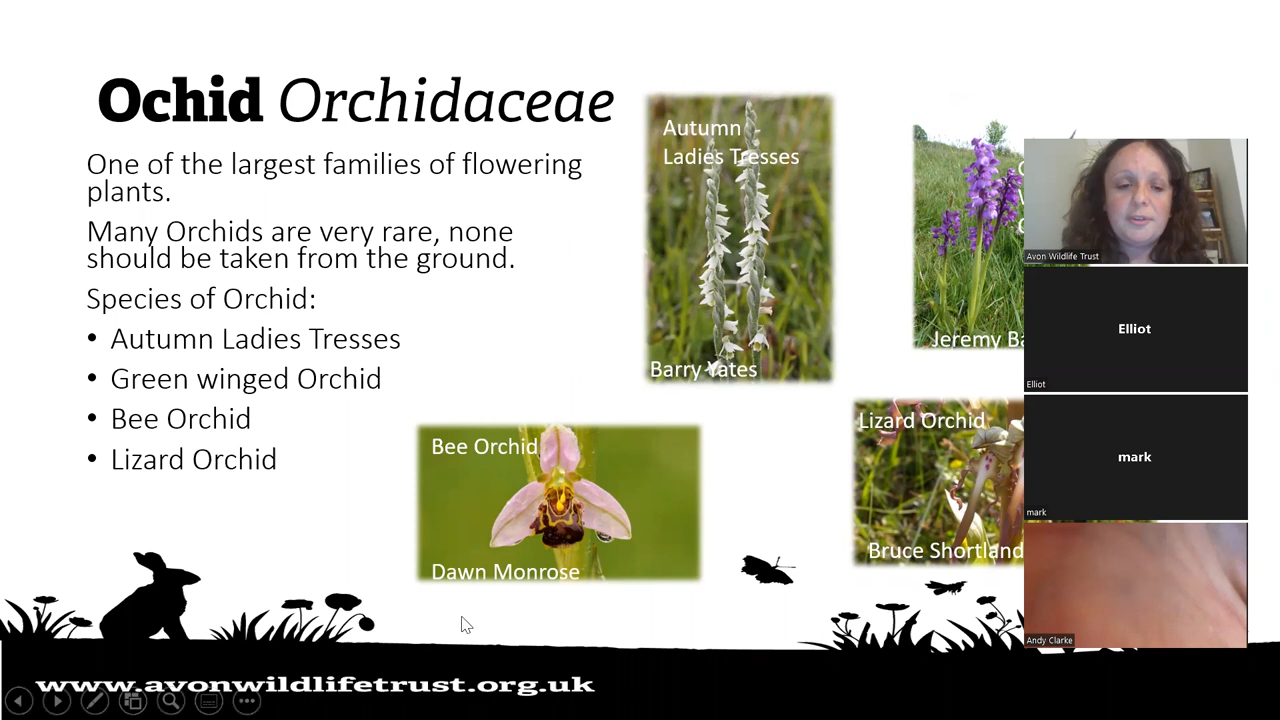 Ochid Orchidaceae
One of the largest families of flowering
plants.
Many Orchids are very rare, none
should be taken from the ground.
Species of Orchid:
• Autumn Ladies Tresses
• Green winged Orchid
• Bee Orchid
• Lizard Orchid
Autumn
Ladies Tresses
Barry Yates
Jeremy Ba
Bee Orchid
Dawn Monrose
Lizard Orchid
Bruce Shortland
Avon Wildlife Trust
Elliot
Elliot
mark
mark
Andy Clarke
www.avonwildlifetrust.org.uk